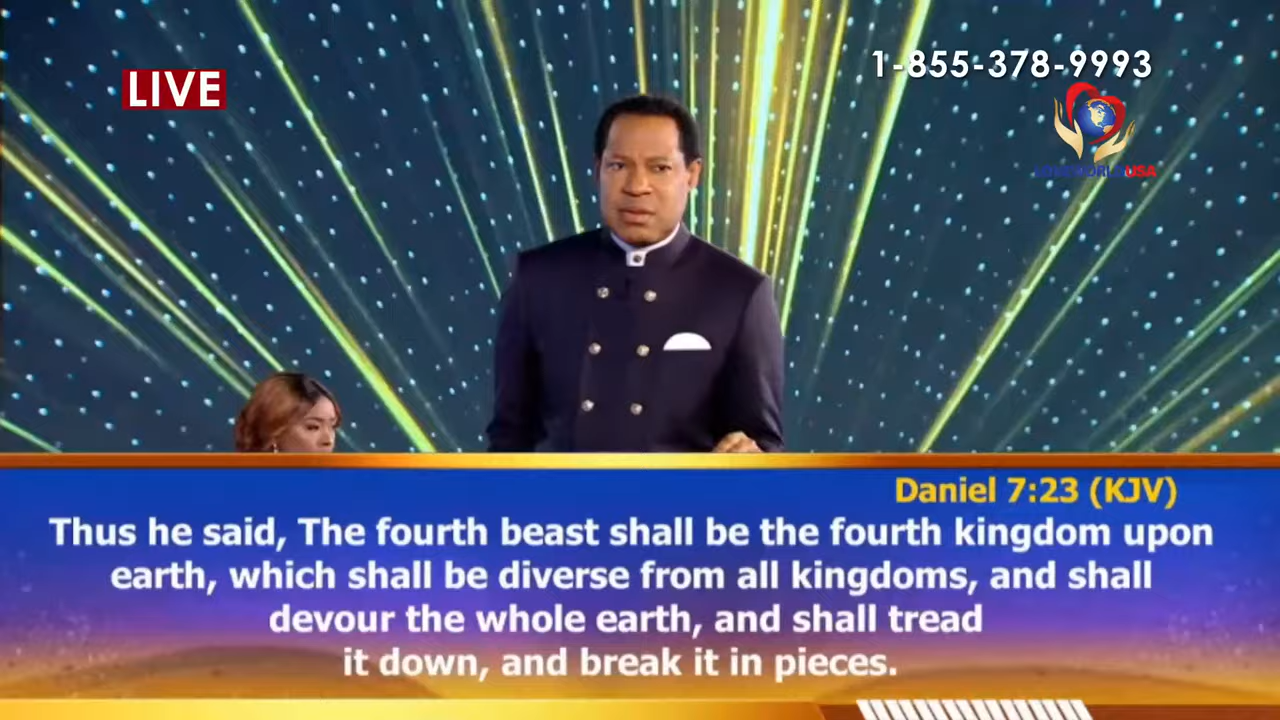 LIVE
1-855-378-9993
LOVEWORLD USA
Daniel 7:23 (KJV)
Thus he said, The fourth beast shall be the fourth kingdom upon
earth, which shall be diverse from all kingdoms, and shall
devour the whole earth, and shall tread
it down, and break it in pieces.